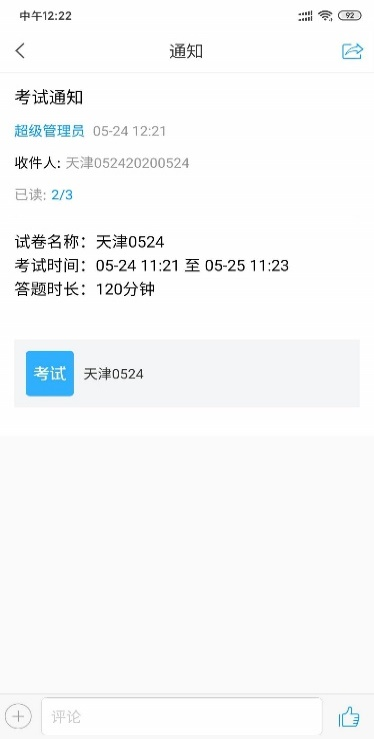 中午12:22
92
通知
考试通知
超级管理员 05-24 12:21
收件人: 天津052420200524
已读: 2/3
试卷名称：天津0524
考试时间：05-24 11:21 至 05-25 11:23
答题时长：120分钟
考试 天津0524
评论